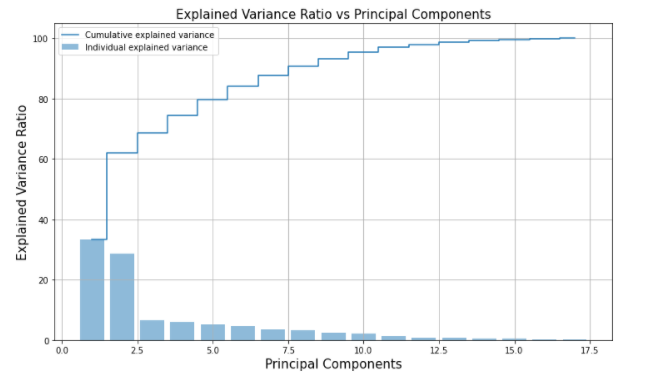 Explained Variance Ratio vs Principal Components
Cumulative explained variance
Individual explained variance
Explained Variance Ratio
100
80
60
40
20
0
0.0 2.5 5.0 7.5 10.0 12.5 15.0 17.5
Principal Components